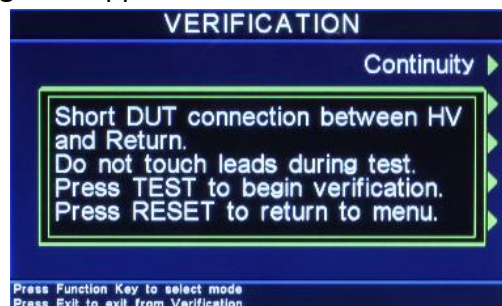 VERIFICATION
Continuity
Short DUT connection between HV
and Return.
Do not touch leads during test.
Press TEST to begin verification.
Press RESET to return to menu.
Press Function Key to select mode
Press Exit to exit from Verification